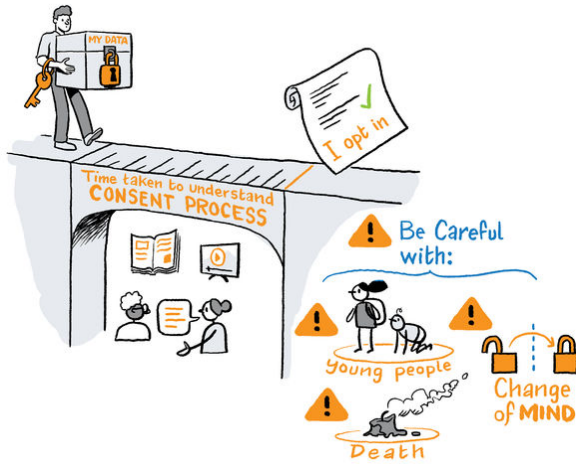 MY DATA
I opt in
Time taken to understand
CONSENT PROCESS
Be Careful
with:
Young people
Change
of MIND
Death